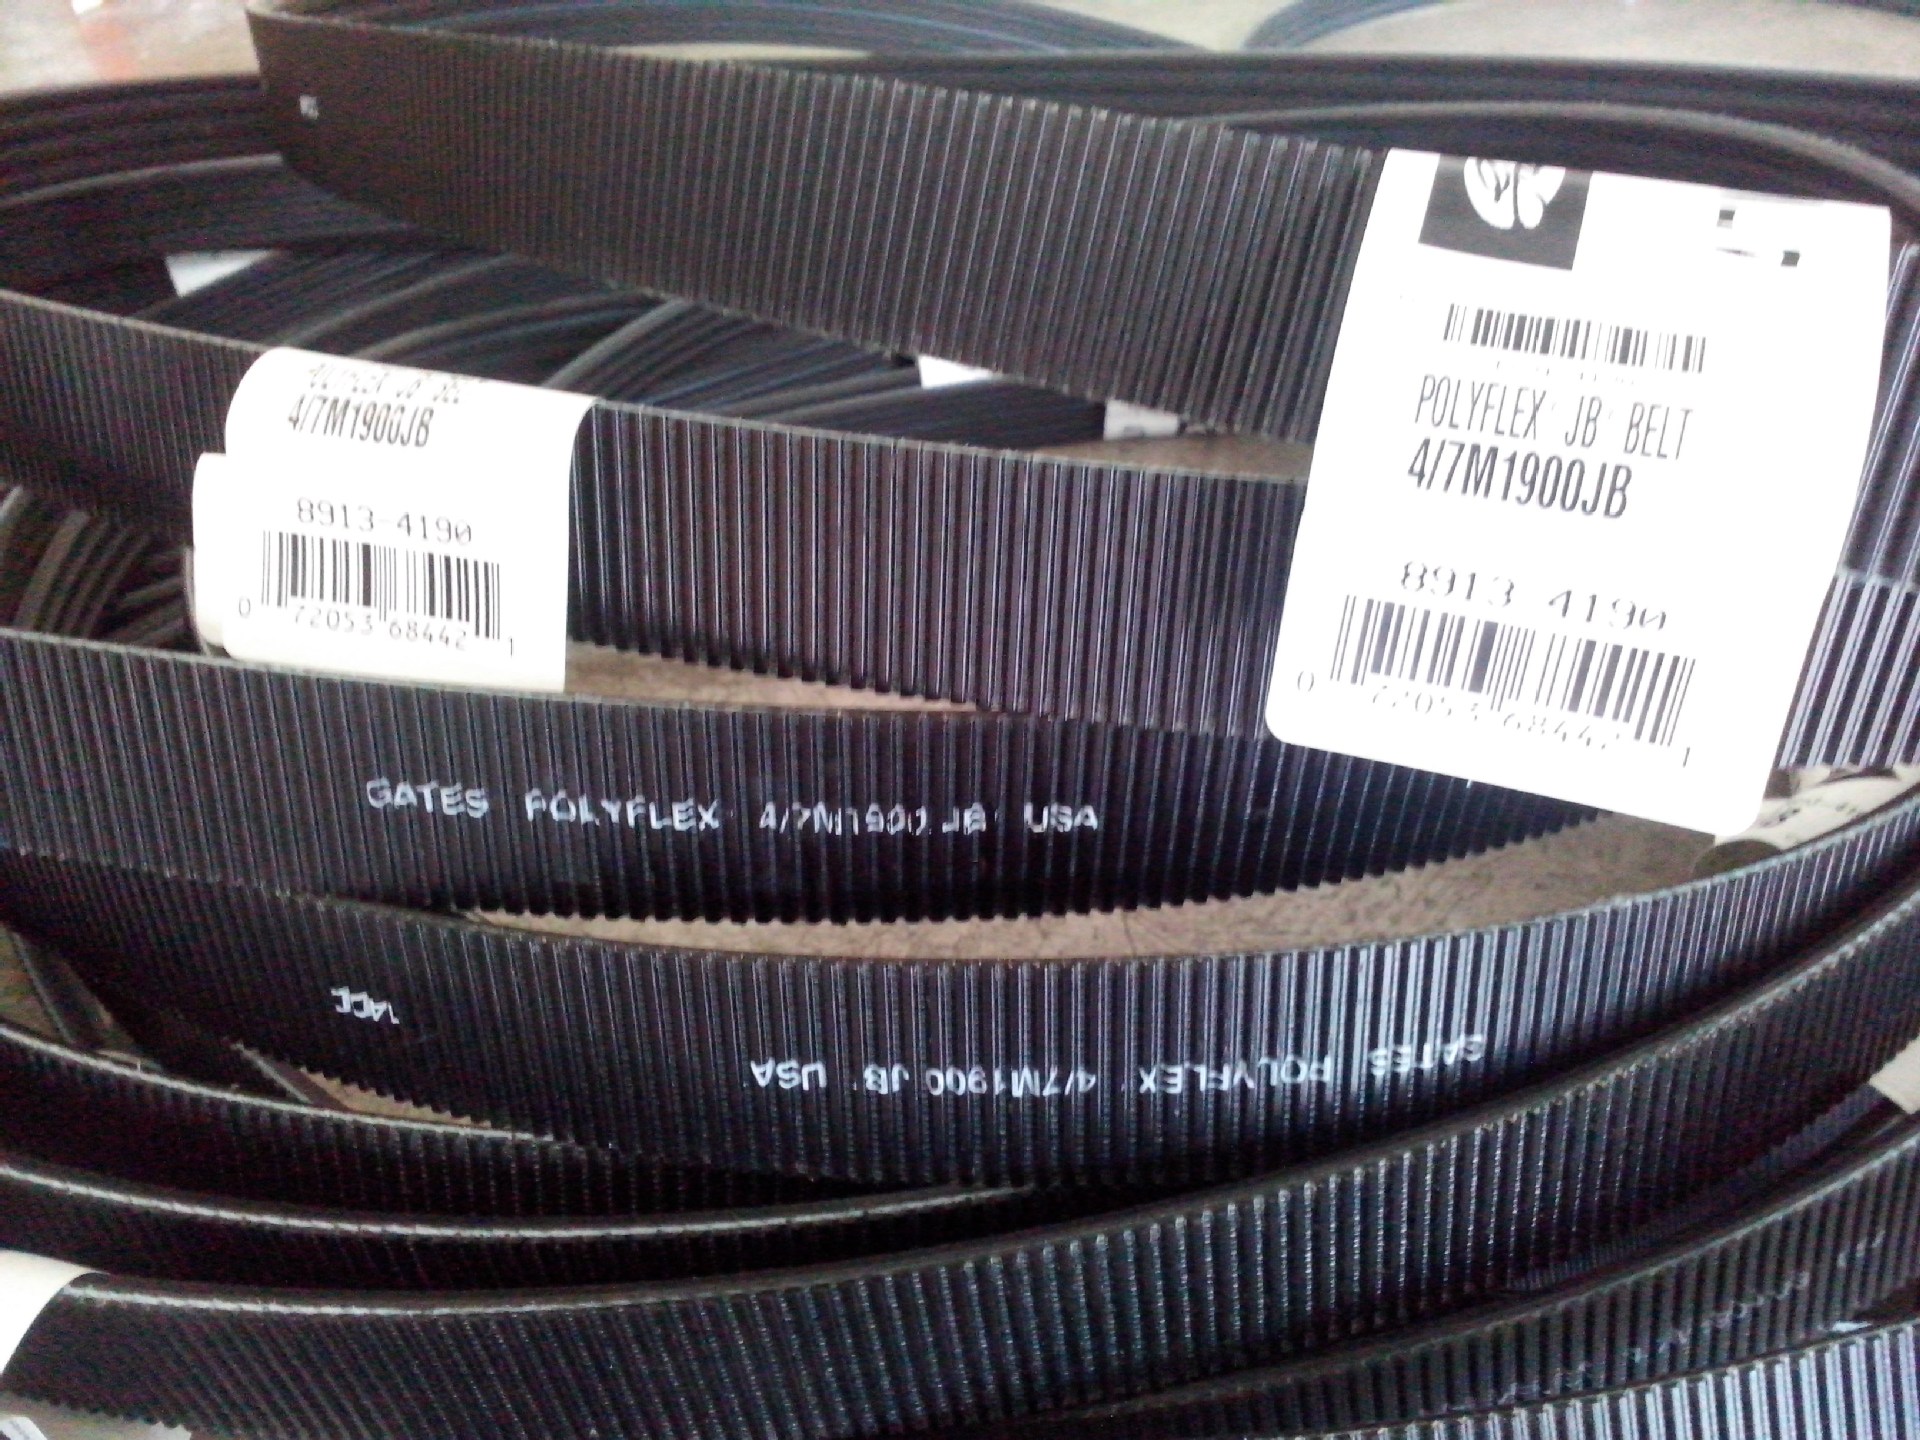 POLYFLEX JB BELT
4/7M1900JB
8913 4190
0 72053 68442 1
4/7M1900JB
8913-4190
0 72053 68442 1
GATES POLYFLEX 4/7M1900 JB USA
GATES POLYFLEX 4/7M1900 JB USA